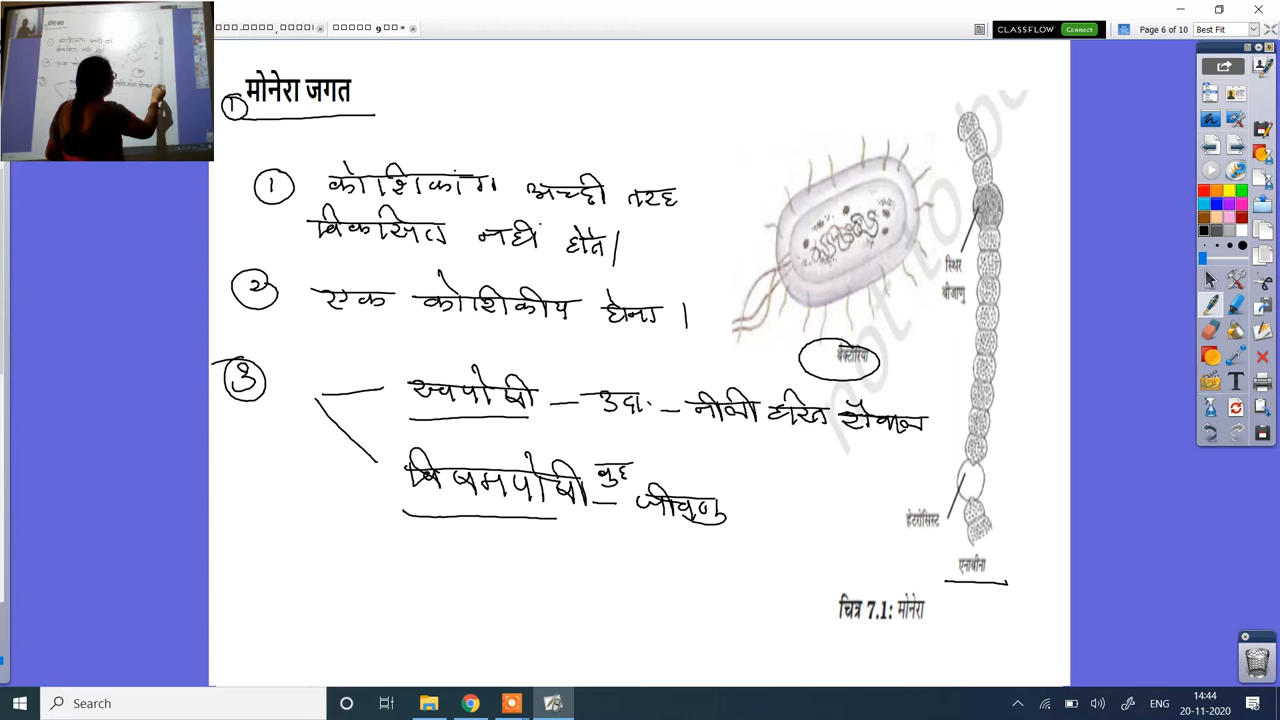 CLASSFLOW Connect Page 6 of 10 Best Fit
मोनेरा जगत
①
① कोशिकांग अच्छी तरह
विकसित नहीं होते।
② एक कोशिकीय होना।
③
स्वपोषी - उदा. - नीली हरित शैवाल
विषमपोषी - कुछ जीवाणु
बैक्टीरिया
स्थिर
बीजाणु
हेटरोसिस्ट
एनाबीना
चित्र 7.1: मोनेरा
Search
ENG
14:44
20-11-2020